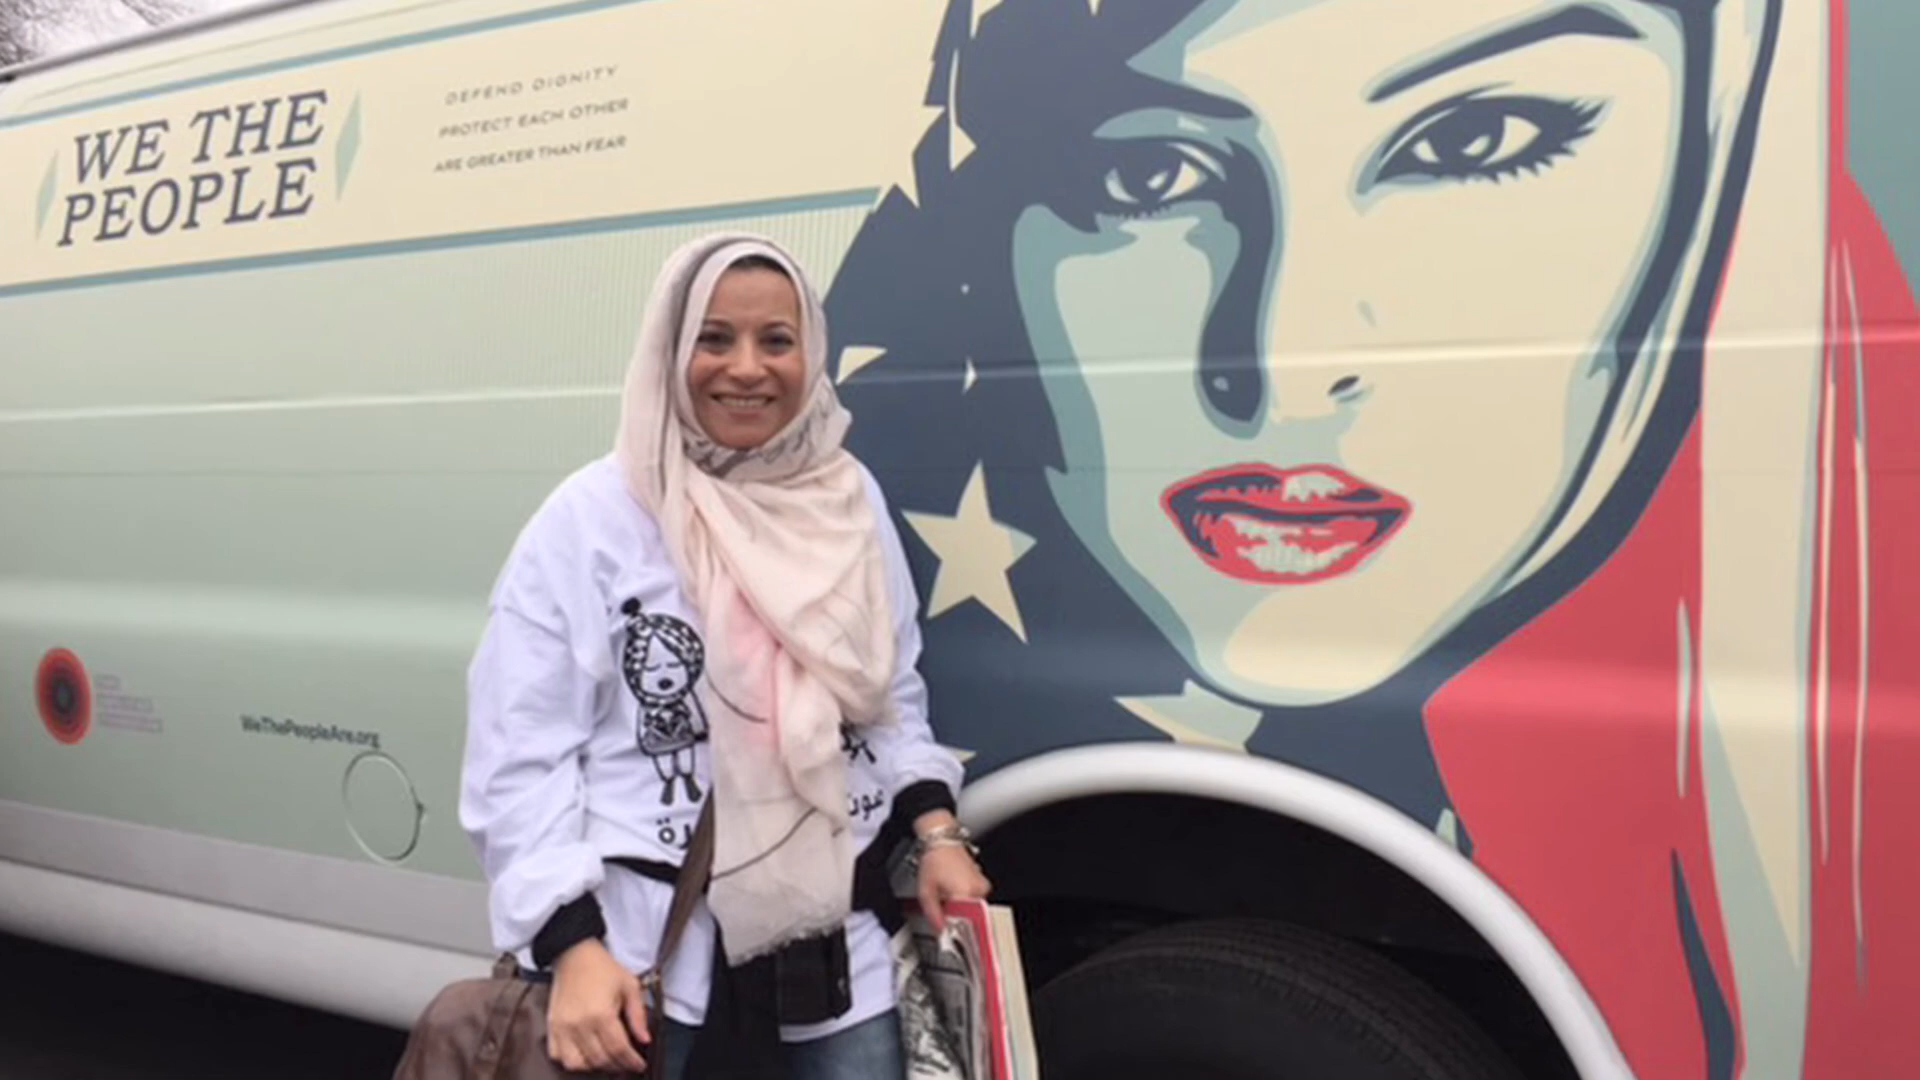 WE THE
PEOPLE
DEFEND DIGNITY
PROTECT EACH OTHER
ARE GREATER THAN FEAR
WeThePeopleAre.org